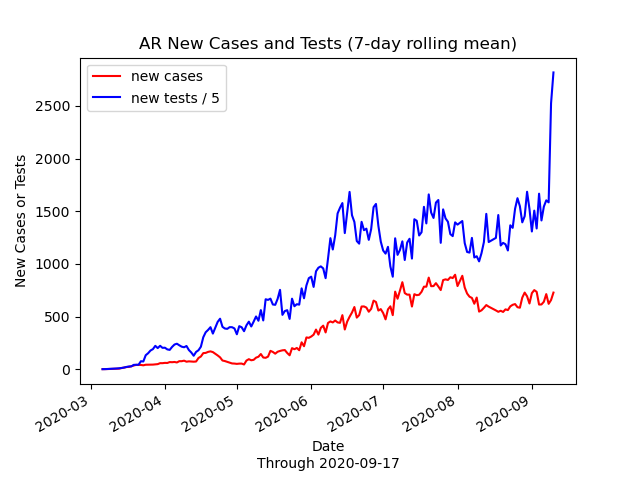 AR New Cases and Tests (7-day rolling mean)
new cases
new tests / 5
New Cases or Tests
2500
2000
1500
1000
500
0
2020-03
2020-04
2020-05
2020-06
2020-07
2020-08
2020-09
Date
Through 2020-09-17